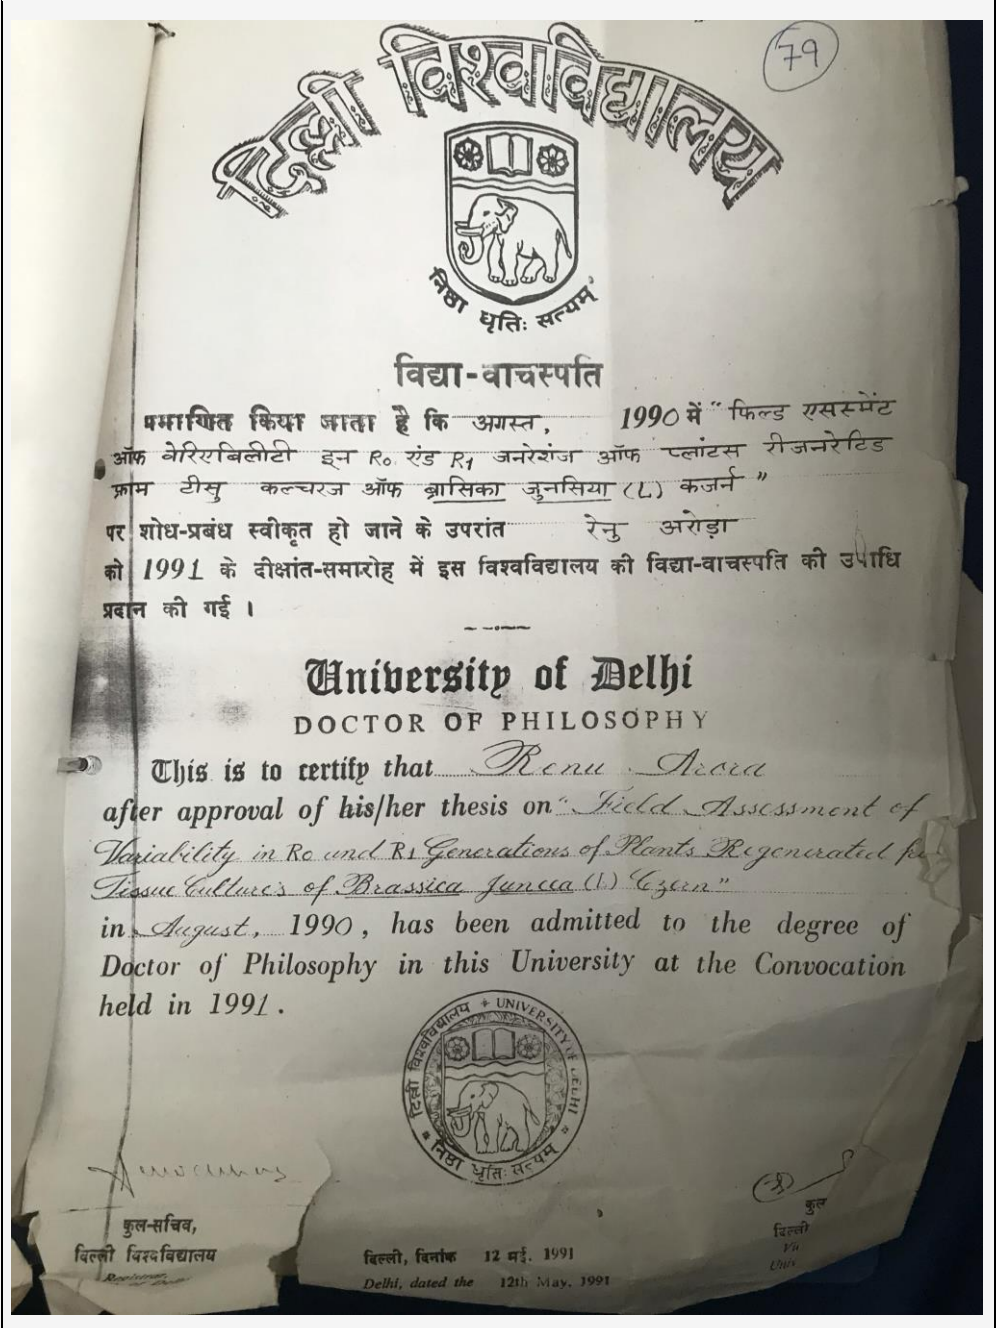 79
दिल्ली विश्वविद्यालय
निष्ठा धृतिः सत्यम्
विद्या-वाचस्पति
प्रमाणित किया जाता है कि अगस्त, 1990 में "फिल्ड एसस्मेंट
ऑफ वेरिएबिलीटी इन R₀ एंड R₁ जनरेशंज ऑफ प्लांटस रीजनरेटिड
फ्राम टीसु कल्चरज ऑफ ब्रासिका जुनसिया (L) कजर्न"
पर शोध-प्रबंध स्वीकृत हो जाने के उपरांत रेनु अरोड़ा
को 1991 के दीक्षांत-समारोह में इस विश्वविद्यालय की विद्या-वाचस्पति की उपाधि
प्रदान की गई ।
University of Delhi
DOCTOR OF PHILOSOPHY
This is to certify that Renu Arora
after approval of his/her thesis on "Field Assessment of
Variability in R₀ and R₁ Generations of Plants Regenerated
Tissue Cultures of Brassica Juncea (L) Czern"
in August, 1990, has been admitted to the degree of
Doctor of Philosophy in this University at the Convocation
held in 1991.
दिल्ली विश्वविद्यालय + UNIVERSITY OF DELHI
निष्ठा धृतिः सत्यम्
कुल-सचिव,
दिल्ली विश्वविद्यालय
Registrar,
कुल
दिल्ली
दिल्ली, दिनांक 12 मई, 1991
Delhi, dated the 12th May, 1991